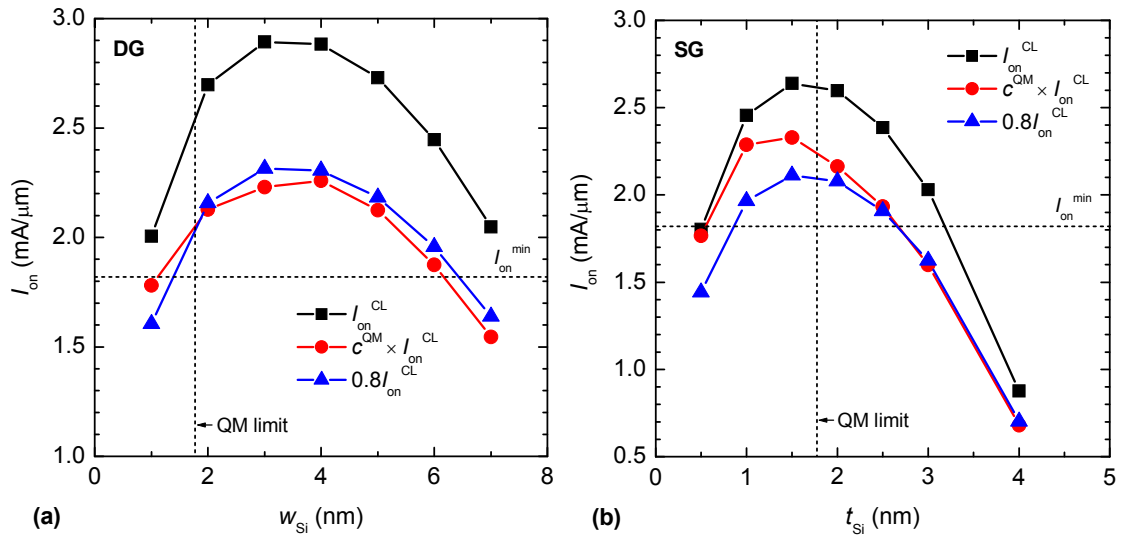 3.0
2.5
2.0
1.5
1.0
I_on (mA/μm)
DG
I_on^min
I_on^CL
c^QM × I_on^CL
0.8I_on^CL
QM limit
0 2 4 6 8
(a)
w_Si (nm)
3.0
2.5
2.0
1.5
1.0
0.5
I_on (mA/μm)
SG
I_on^CL
c^QM × I_on^CL
0.8I_on^CL
I_on^min
QM limit
0 1 2 3 4 5
(b)
t_Si (nm)